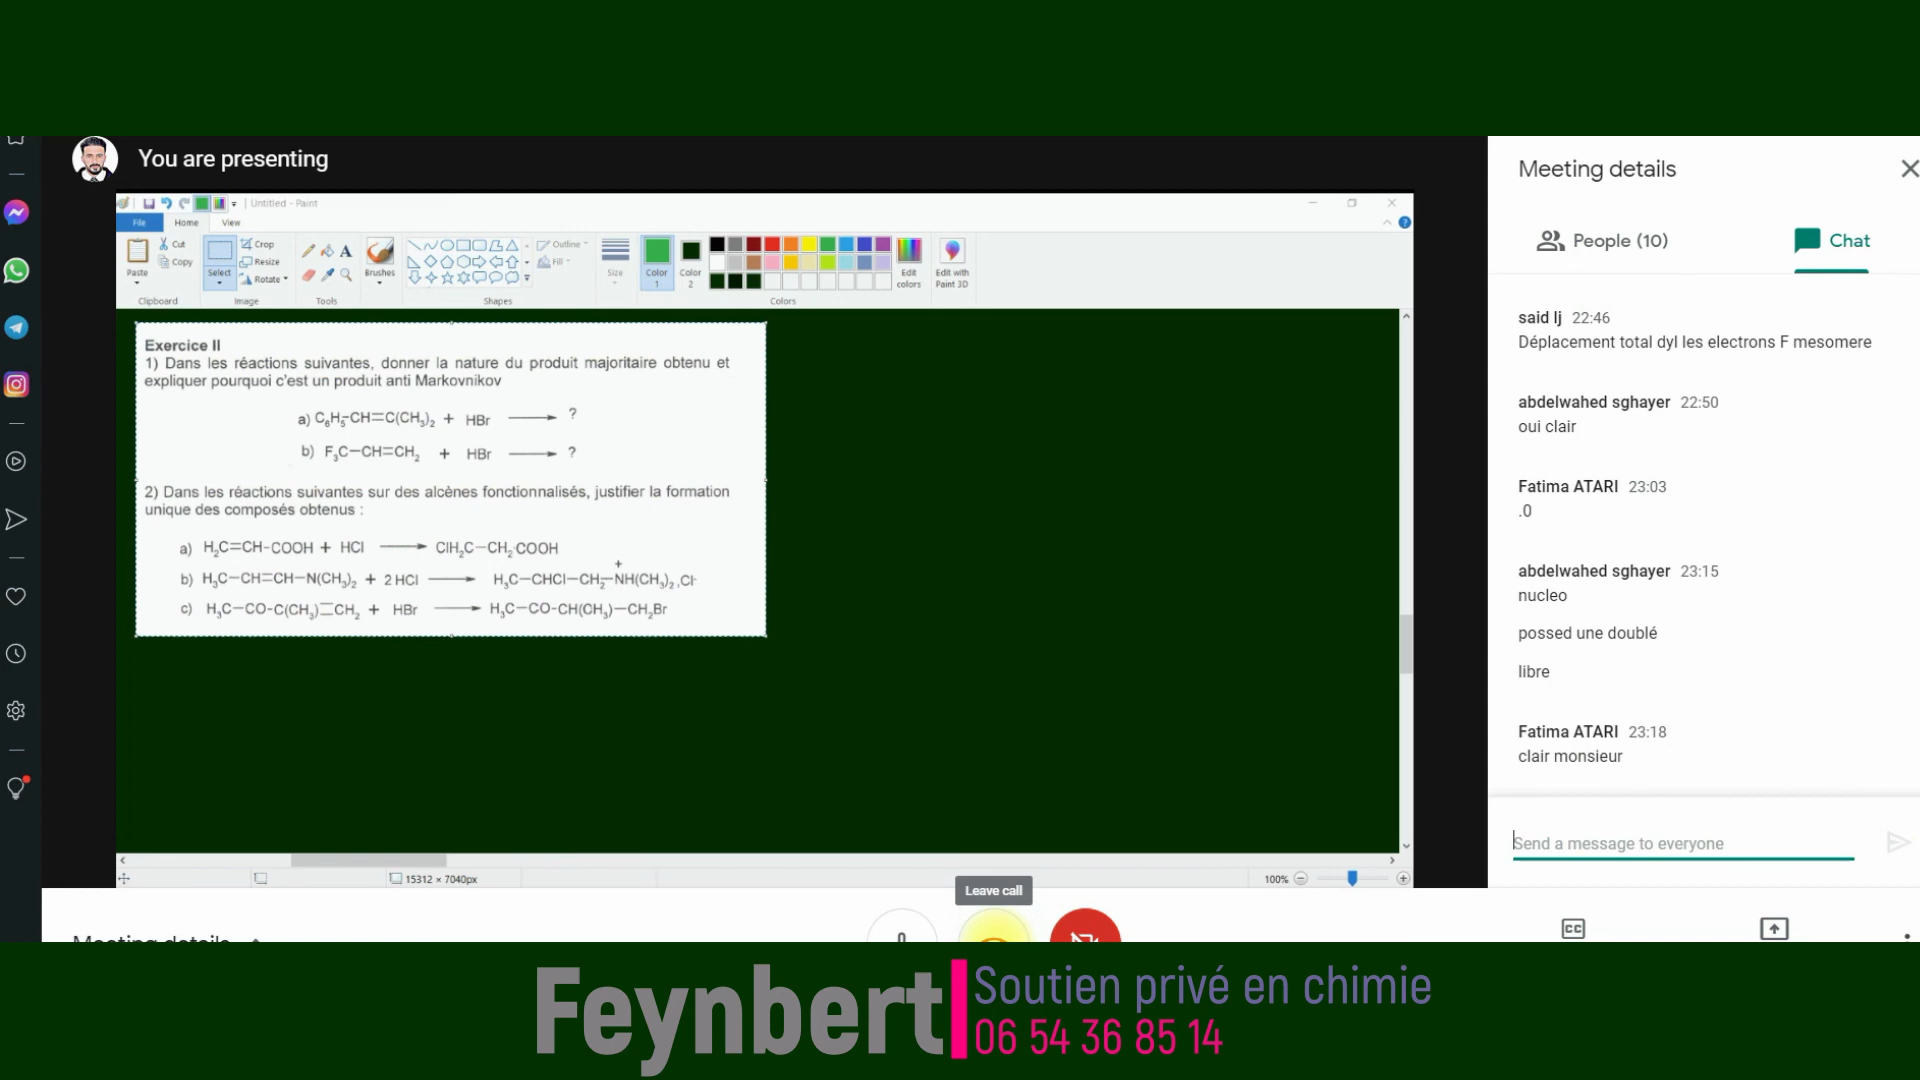 You are presenting
Untitled - Paint
File Home View
Paste
Cut
Copy
Clipboard
Select
Crop
Resize
Rotate
Image
Tools
Brushes
Shapes
Outline
Fill
Size
Color 1
Color 2
Edit colors
Edit with Paint 3D
Colors
Exercice II
1) Dans les réactions suivantes, donner la nature du produit majoritaire obtenu et
expliquer pourquoi c'est un produit anti Markovnikov
a) C₆H₅-CH=C(CH₃)₂ + HBr ⟶ ?
b) F₃C—CH=CH₂ + HBr ⟶ ?
2) Dans les réactions suivantes sur des alcènes fonctionnalisés, justifier la formation
unique des composés obtenus :
a) H₂C=CH-COOH + HCl ⟶ ClH₂C—CH₂-COOH
b) H₃C—CH=CH—N(CH₃)₂ + 2 HCl ⟶ H₃C—CHCl—CH₂—N⁺H(CH₃)₂ ,Cl-
c) H₃C—CO-C(CH₃)=CH₂ + HBr ⟶ H₃C—CO-CH(CH₃)—CH₂Br
15312 × 7040px
100%
Leave call
Meeting details
People (10)
Chat
said lj 22:46
Déplacement total dyl les electrons F mesomere
abdelwahed sghayer 22:50
oui clair
Fatima ATARI 23:03
.0
abdelwahed sghayer 23:15
nucleo
possed une doublé
libre
Fatima ATARI 23:18
clair monsieur
Send a message to everyone
Meeting details
CC
Feynbert
Soutien privé en chimie
06 54 36 85 14